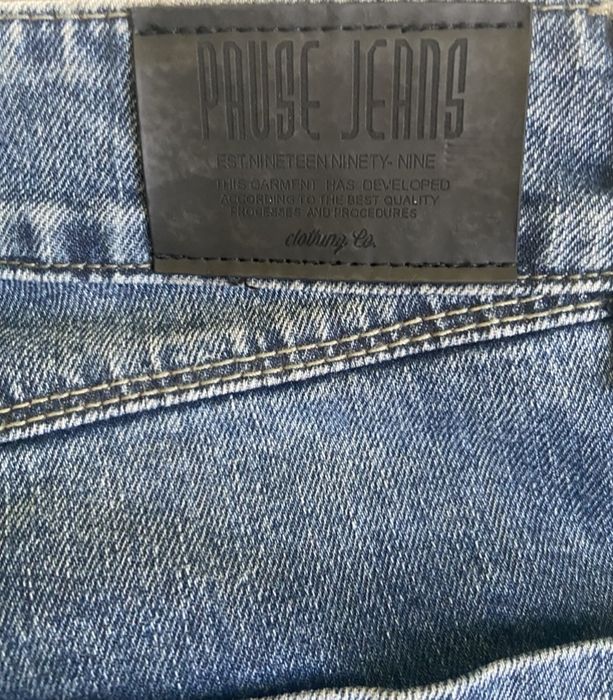 PAUSE JEANS
EST.NINETEEN NINETY- NINE
THIS GARMENT HAS DEVELOPED
ACCORDING TO THE BEST QUALITY
PROCESSES AND PROCEDURES
clothing Co.